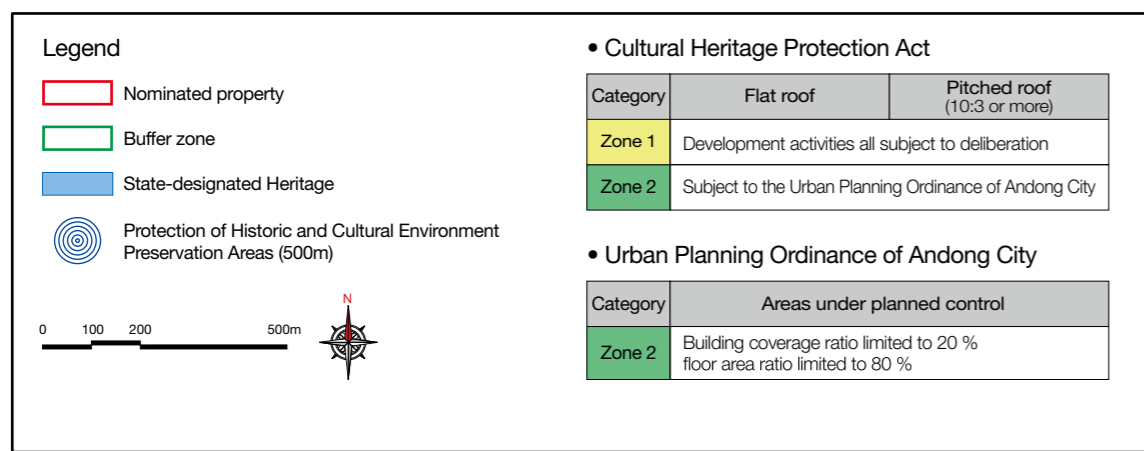 Legend
Nominated property
Buffer zone
State-designated Heritage
Protection of Historic and Cultural Environment
Preservation Areas (500m)
0 100 200 500m
N
• Cultural Heritage Protection Act
Category Flat roof Pitched roof
(10:3 or more)
Zone 1 Development activities all subject to deliberation
Zone 2 Subject to the Urban Planning Ordinance of Andong City
• Urban Planning Ordinance of Andong City
Category Areas under planned control
Zone 2 Building coverage ratio limited to 20 %
floor area ratio limited to 80 %